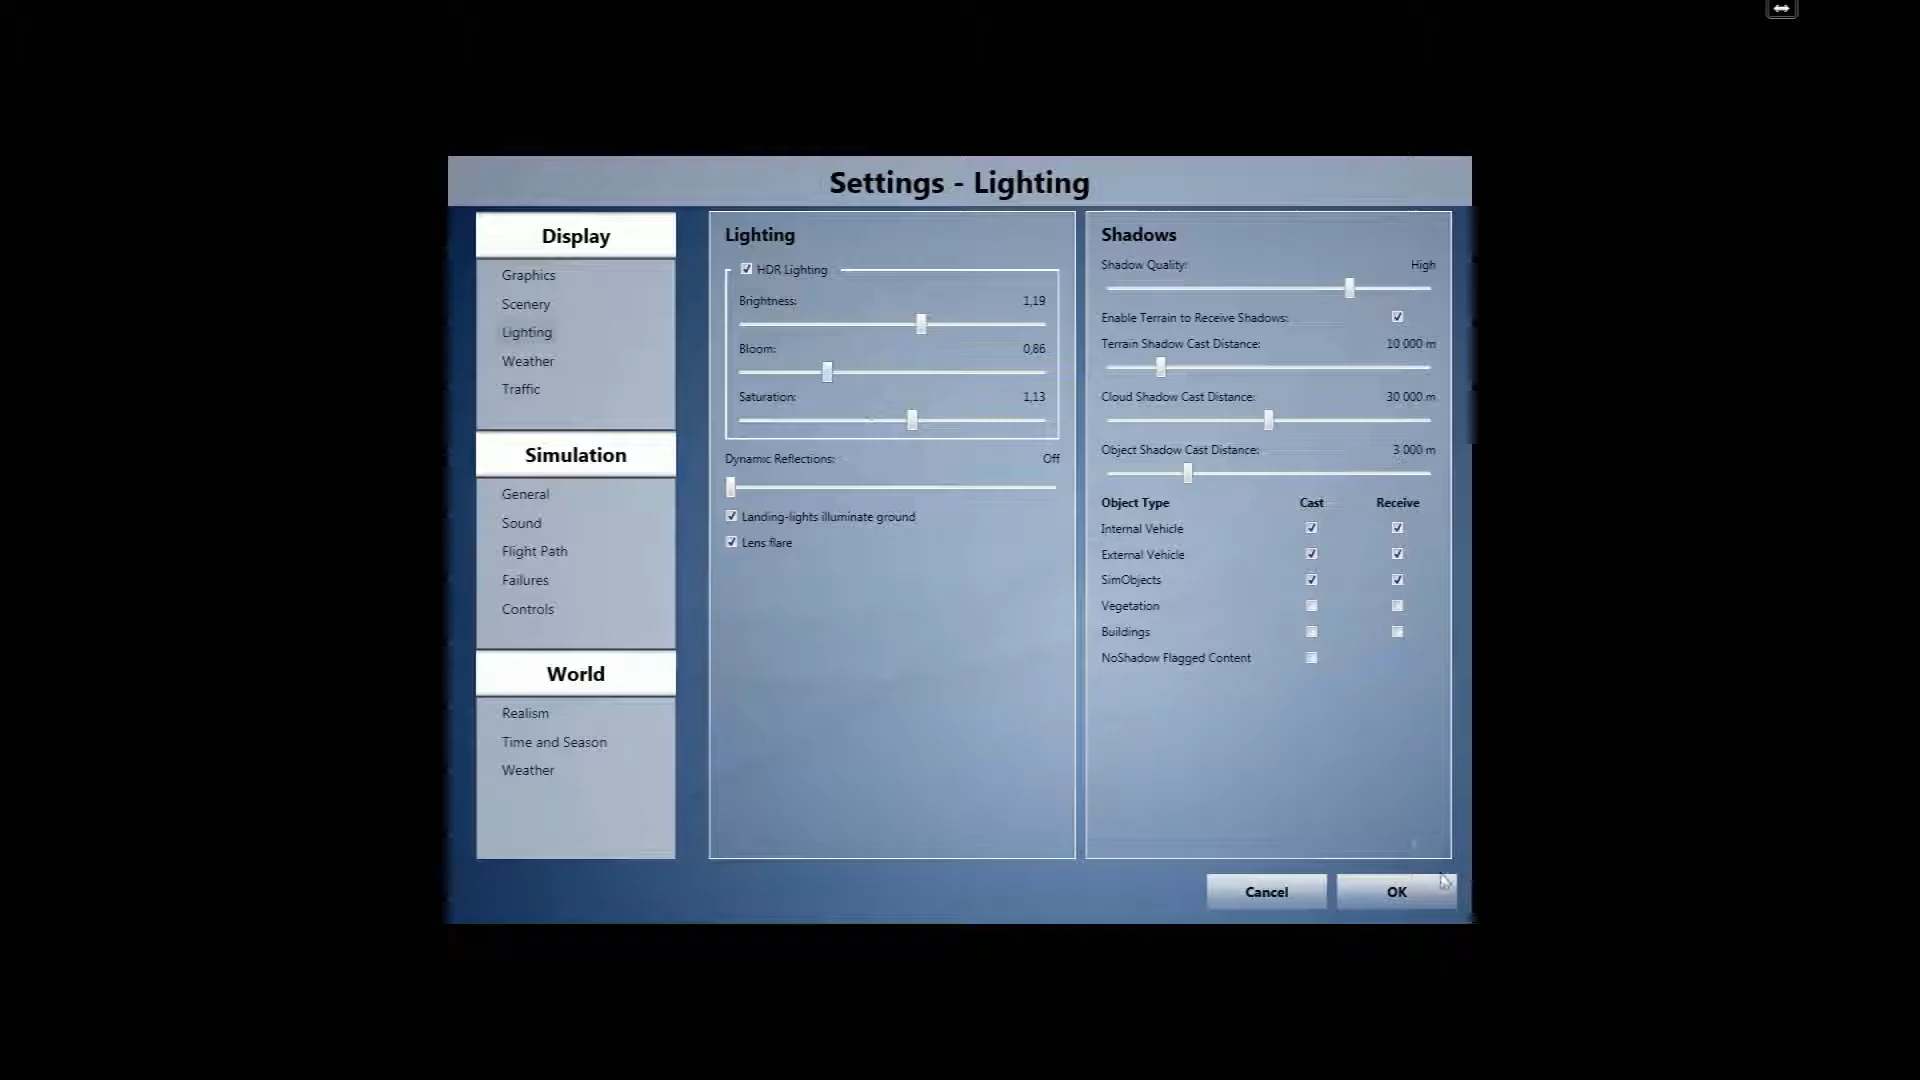 Settings - Lighting
Display
Graphics
Scenery
Lighting
Weather
Traffic
Simulation
General
Sound
Flight Path
Failures
Controls
World
Realism
Time and Season
Weather
Lighting
HDR Lighting
Brightness: 1,19
Bloom: 0,86
Saturation: 1,13
Dynamic Reflections: Off
Landing-lights illuminate ground
Lens flare
Shadows
Shadow Quality: High
Enable Terrain to Receive Shadows:
Terrain Shadow Cast Distance: 10 000 m
Cloud Shadow Cast Distance: 30 000 m
Object Shadow Cast Distance: 3 000 m
Object Type Cast Receive
Internal Vehicle
External Vehicle
SimObjects
Vegetation
Buildings
NoShadow Flagged Content
Cancel OK